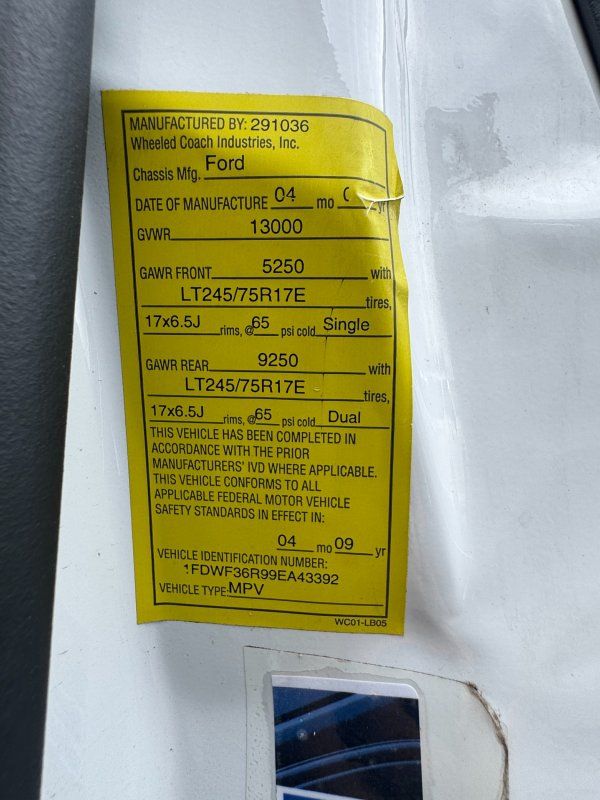 MANUFACTURED BY: 291036
Wheeled Coach Industries, Inc.
Chassis Mfg. Ford
DATE OF MANUFACTURE 04 mo yr
GVWR 13000
GAWR FRONT 5250 with
LT245/75R17E tires,
17x6.5J rims, @65 psi cold Single
GAWR REAR 9250 with
LT245/75R17E tires,
17x6.5J rims, @65 psi cold Dual
THIS VEHICLE HAS BEEN COMPLETED IN
ACCORDANCE WITH THE PRIOR
MANUFACTURERS' IVD WHERE APPLICABLE.
THIS VEHICLE CONFORMS TO ALL
APPLICABLE FEDERAL MOTOR VEHICLE
SAFETY STANDARDS IN EFFECT IN:
04 mo 09 yr
VEHICLE IDENTIFICATION NUMBER:
1FDWF36R99EA43392
VEHICLE TYPE: MPV
WC01-LB05